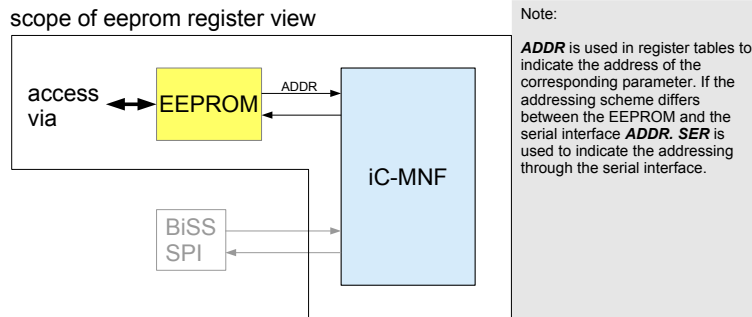 scope of eeprom register view
access
via
EEPROM
ADDR
iC-MNF
BiSS
SPI
Note:
ADDR is used in register tables to
indicate the address of the
corresponding parameter. If the
addressing scheme differs
between the EEPROM and the
serial interface ADDR. SER is
used to indicate the addressing
through the serial interface.